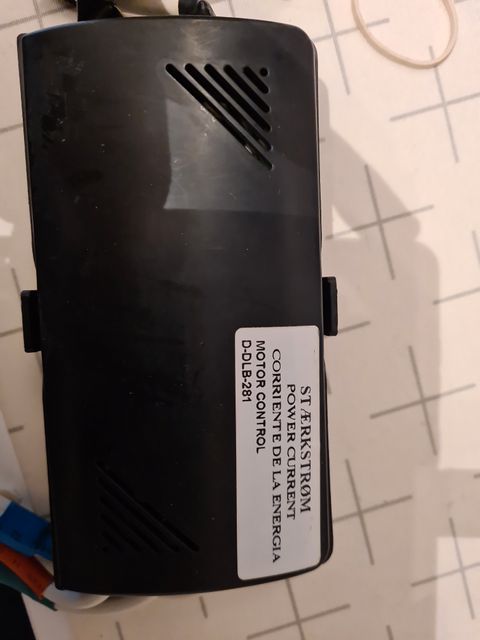 STÆRKSTRØM
POWER CURRENT
CORRIENTE DE LA ENERGIA
MOTOR CONTROL
D-DLB-281